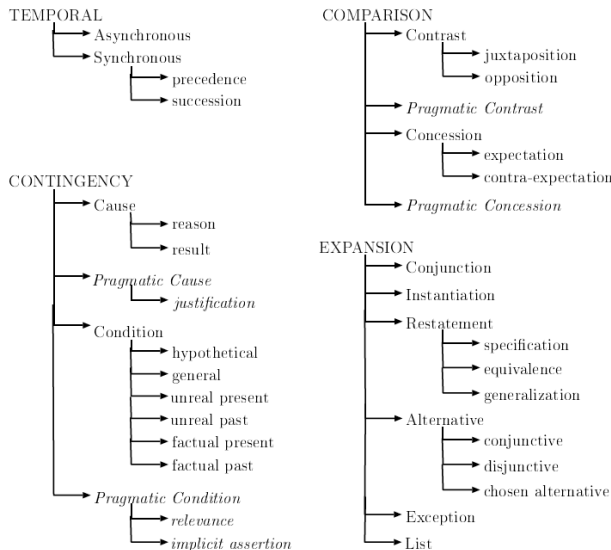 TEMPORAL
Asynchronous
Synchronous
precedence
succession
CONTINGENCY
Cause
reason
result
Pragmatic Cause
justification
Condition
hypothetical
general
unreal present
unreal past
factual present
factual past
Pragmatic Condition
relevance
implicit assertion
COMPARISON
Contrast
juxtaposition
opposition
Pragmatic Contrast
Concession
expectation
contra-expectation
Pragmatic Concession
EXPANSION
Conjunction
Instantiation
Restatement
specification
equivalence
generalization
Alternative
conjunctive
disjunctive
chosen alternative
Exception
List